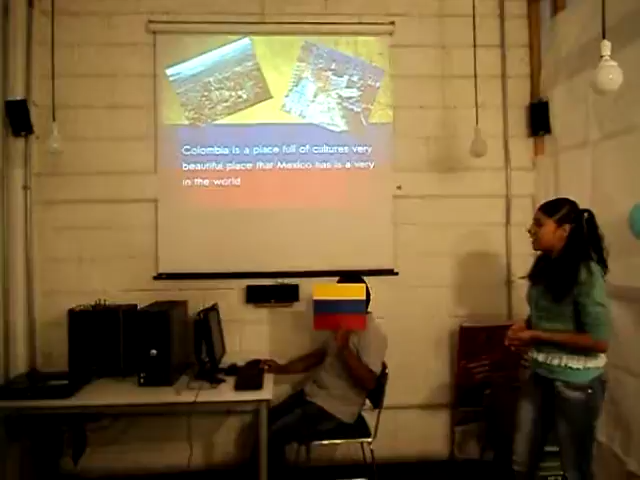 Colombia is a place full of cultures very
beautiful place that Mexico has is a very
in the world